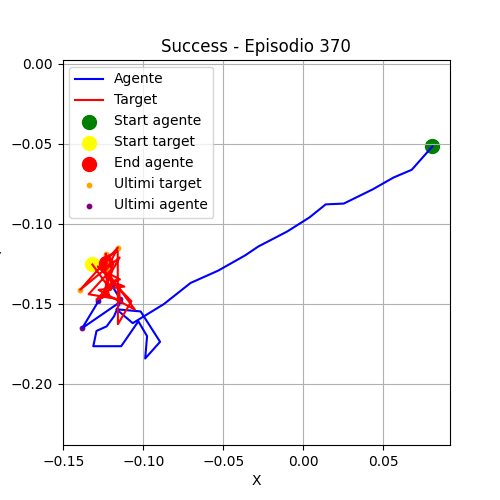 Success - Episodio 370
0.00
−0.05
−0.10
−0.15
−0.20
Agente
Target
Start agente
Start target
End agente
Ultimi target
Ultimi agente
−0.15
−0.10
−0.05
0.00
0.05
X